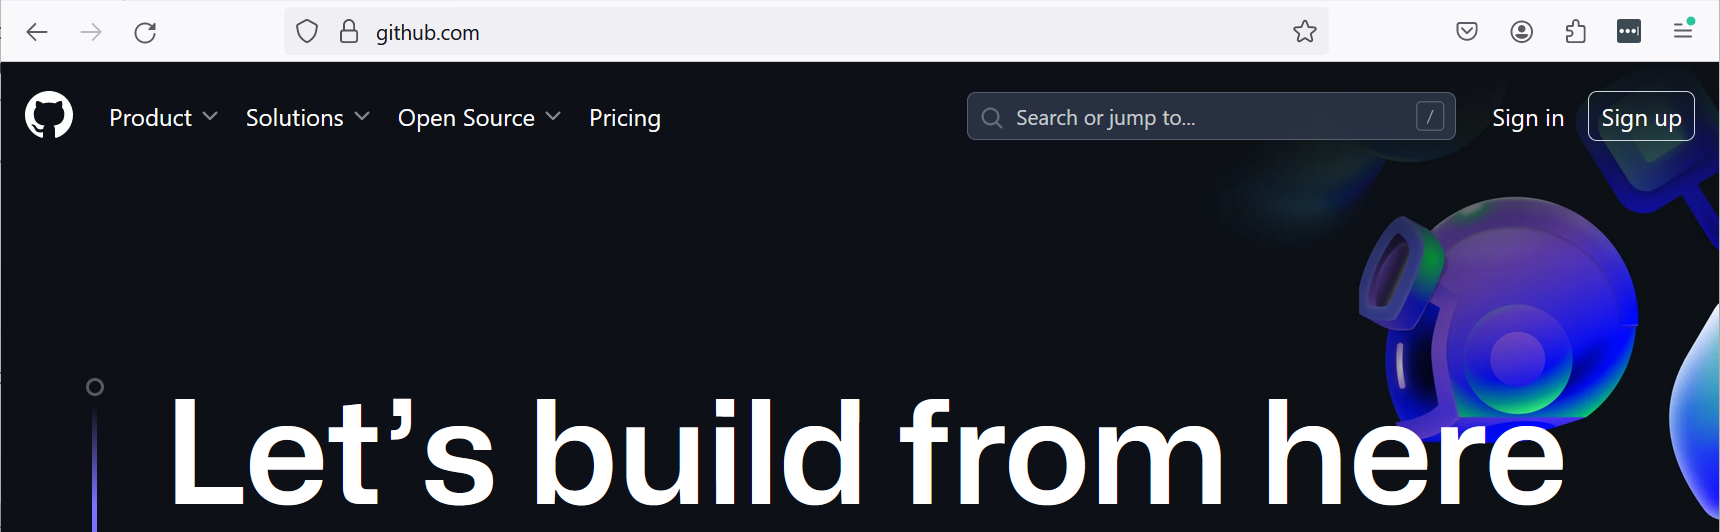 github.com
Product Solutions Open Source Pricing Search or jump to... / Sign in Sign up
Let’s build from here